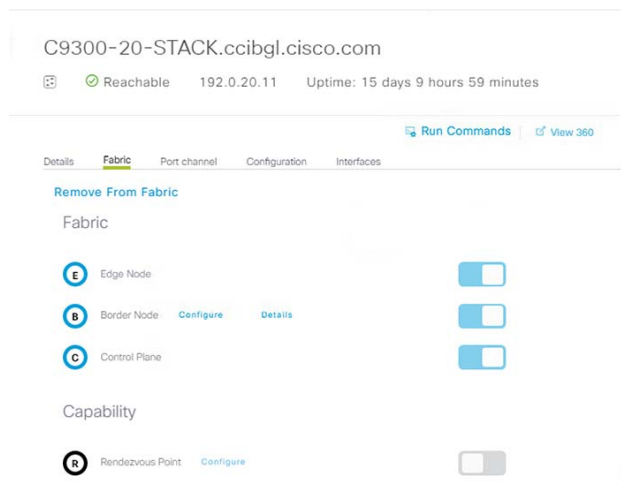 C9300-20-STACK.ccibgl.cisco.com
Reachable 192.0.20.11 Uptime: 15 days 9 hours 59 minutes
Run Commands View 360
Details Fabric Port channel Configuration Interfaces
Remove From Fabric
Fabric
E Edge Node
B Border Node Configure Details
C Control Plane
Capability
R Rendezvous Point Configure